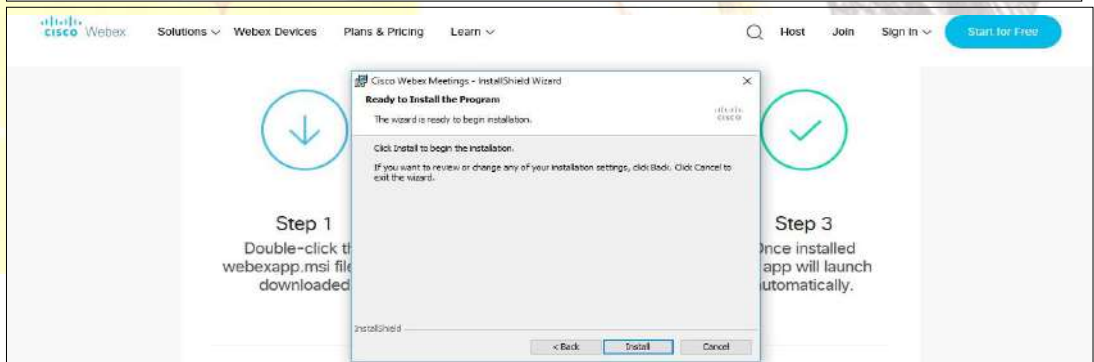 CISCO Webex Solutions Webex Devices Plans & Pricing Learn Host Join Sign In Start for Free
Cisco Webex Meetings - InstallShield Wizard
Ready to Install the Program
The wizard is ready to begin installation.
CISCO
Click Install to begin the installation.
If you want to review or change any of your installation settings, click Back. Click Cancel to
exit the wizard.
InstallShield
< Back Install Cancel
Step 1
Double-click
webexapp.msi
downloaded
Step 3
installed
app will launch
automatically.